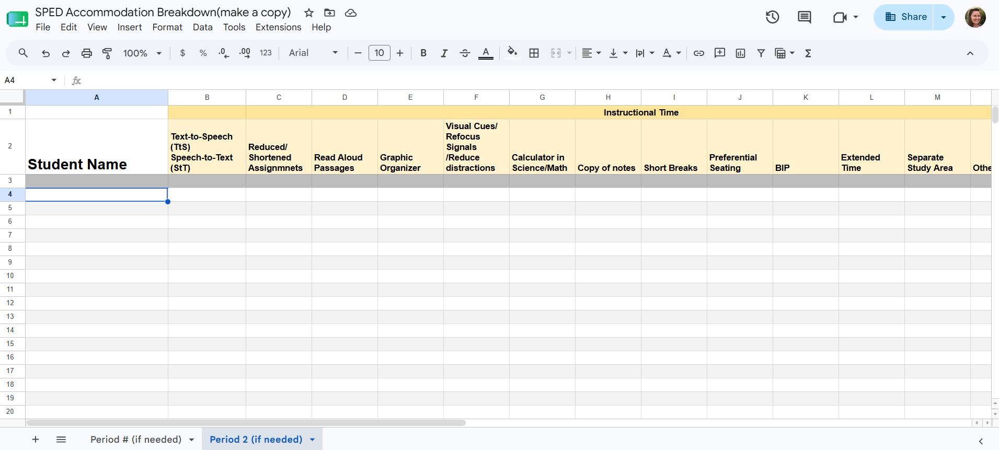 SPED Accommodation Breakdown(make a copy)
File Edit View Insert Format Data Tools Extensions Help
Share
100% $ % .0 .00 123 Arial 10 B I S A
A4 fx
A B C D E F G H I J K L M
1 Instructional Time
2
Student Name
Text-to-Speech
(TtS)
Speech-to-Text
(StT)
Reduced/
Shortened
Assignmnets
Read Aloud
Passages
Graphic
Organizer
Visual Cues/
Refocus
Signals
/Reduce
distractions
Calculator in
Science/Math
Copy of notes
Short Breaks
Preferential
Seating
BIP
Extended
Time
Separate
Study Area
Othe
3
4
5
6
7
8
9
10
11
12
13
14
15
16
17
18
19
20
Period # (if needed) Period 2 (if needed)